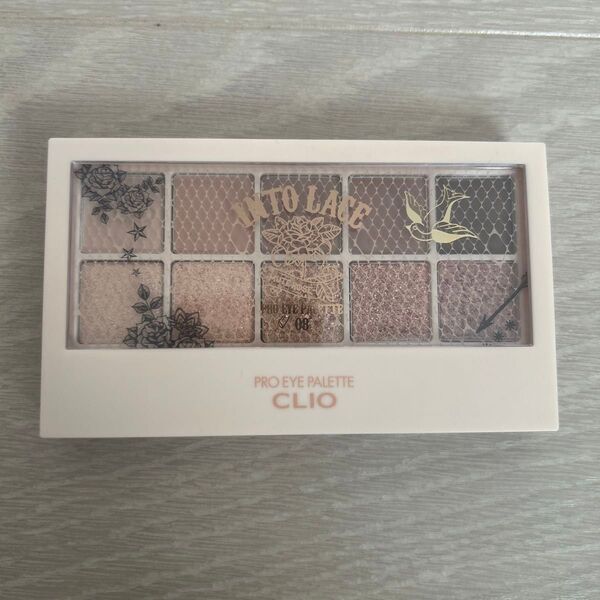 INTO LACE
PRO EYE PALETTE
08
PRO EYE PALETTE
CLIO